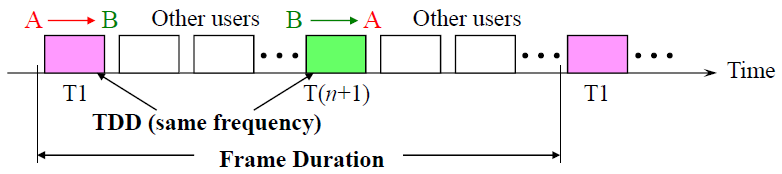 A B Other users B A Other users
Time
T1 T(n+1) T1
TDD (same frequency)
Frame Duration